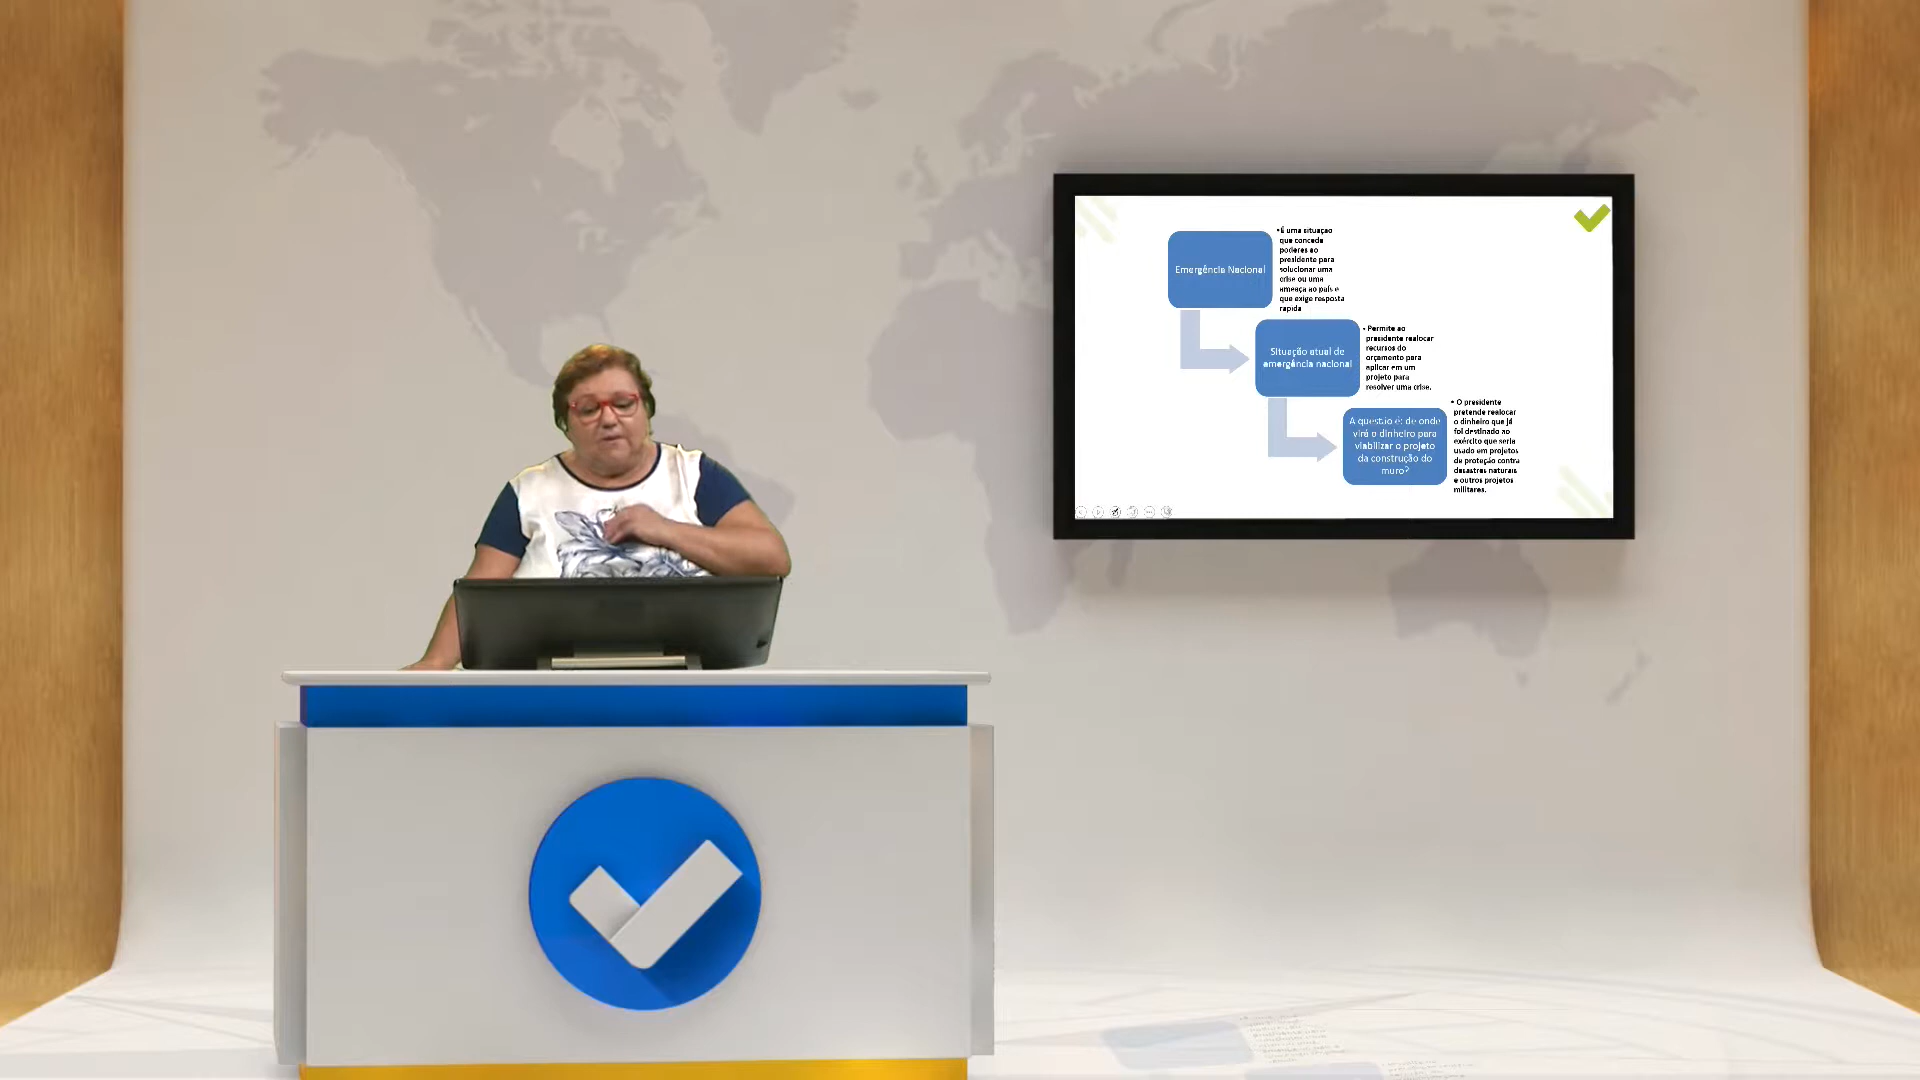 Emergência Nacional
•É uma situação
que concede
poderes ao
presidente para
solucionar uma
crise ou uma
ameaça ao país e
que exige resposta
rapida
Situação atual de
emergência nacional
• Permite ao
presidente realocar
recursos do
orçamento para
aplicar em um
projeto para
resolver uma crise.
A questão é: de onde
virá o dinheiro para
viabilizar o projeto
da construção do
muro?
• O presidente
pretende realocar
o dinheiro que já
foi destinado ao
exército que seria
usado em projetos
de proteção contra
desastres naturais
e outros projetos
militares.